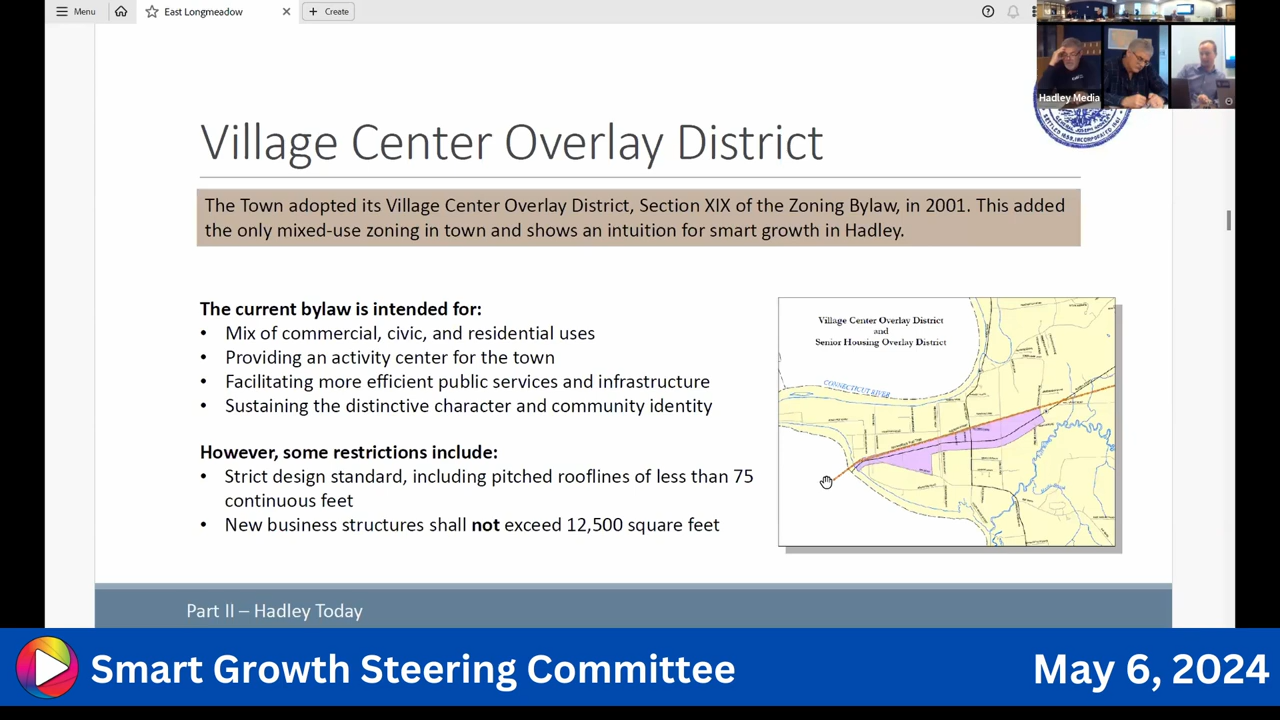 Menu
East Longmeadow
Create
Hadley Media
Village Center Overlay District
The Town adopted its Village Center Overlay District, Section XIX of the Zoning Bylaw, in 2001. This added
the only mixed-use zoning in town and shows an intuition for smart growth in Hadley.
The current bylaw is intended for:
• Mix of commercial, civic, and residential uses
• Providing an activity center for the town
• Facilitating more efficient public services and infrastructure
• Sustaining the distinctive character and community identity
However, some restrictions include:
• Strict design standard, including pitched rooflines of less than 75
continuous feet
• New business structures shall not exceed 12,500 square feet
Village Center Overlay District
and
Senior Housing Overlay District
CONNECTICUT RIVER
Part II – Hadley Today
Smart Growth Steering Committee
May 6, 2024